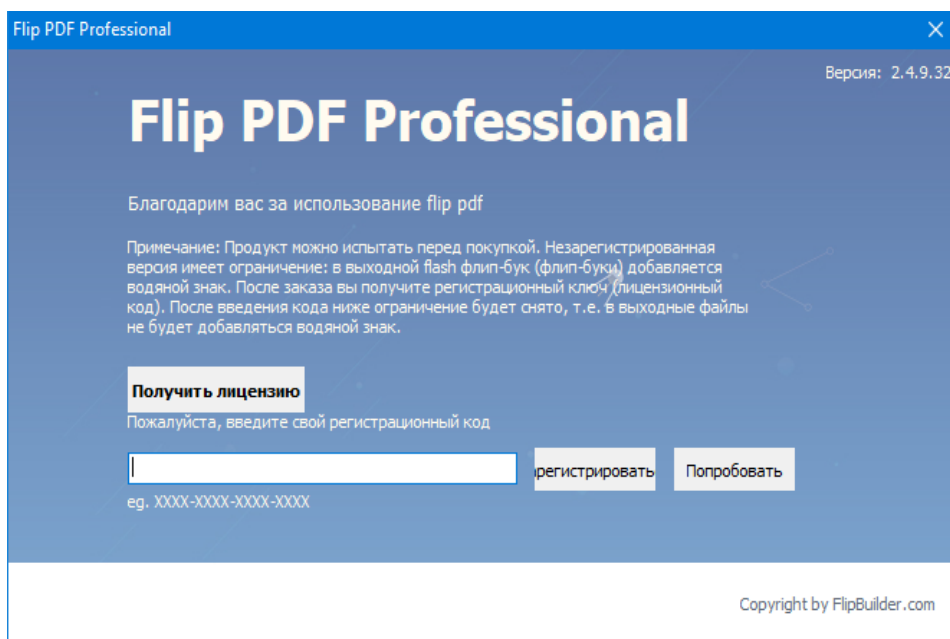 Flip PDF Professional
Версия: 2.4.9.32
Flip PDF Professional
Благодарим вас за использование flip pdf
Примечание: Продукт можно испытать перед покупкой. Незарегистрированная
версия имеет ограничение: в выходной flash флип-бук (флип-буки) добавляется
водяной знак. После заказа вы получите регистрационный ключ (лицензионный
код). После введения кода ниже ограничение будет снято, т.е. в выходные файлы
не будет добавляться водяной знак.
Получить лицензию
Пожалуйста, введите свой регистрационный код
арегистрировать Попробовать
eg. XXXX-XXXX-XXXX-XXXX
Copyright by FlipBuilder.com